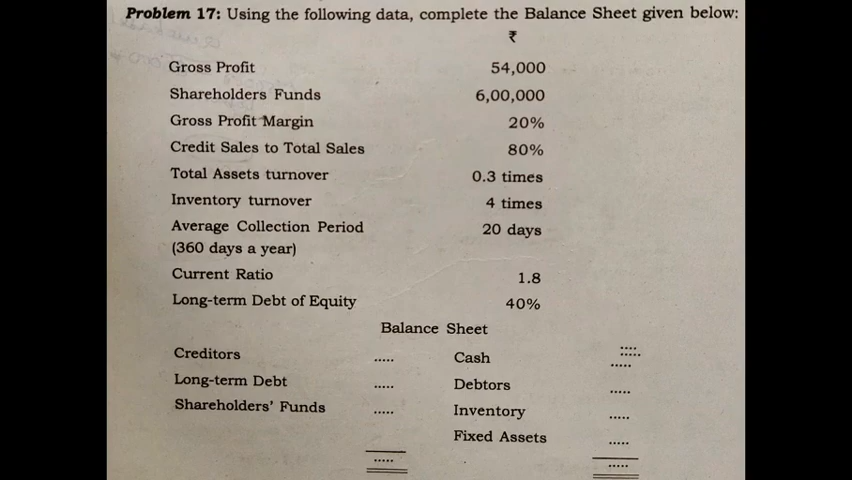 Problem 17: Using the following data, complete the Balance Sheet given below:
₹
Gross Profit 54,000
Shareholders Funds 6,00,000
Gross Profit Margin 20%
Credit Sales to Total Sales 80%
Total Assets turnover 0.3 times
Inventory turnover 4 times
Average Collection Period 20 days
(360 days a year)
Current Ratio 1.8
Long-term Debt of Equity 40%
Balance Sheet
Creditors ..... Cash .....
Long-term Debt ..... Debtors .....
Shareholders' Funds ..... Inventory .....
Fixed Assets .....
..... .....